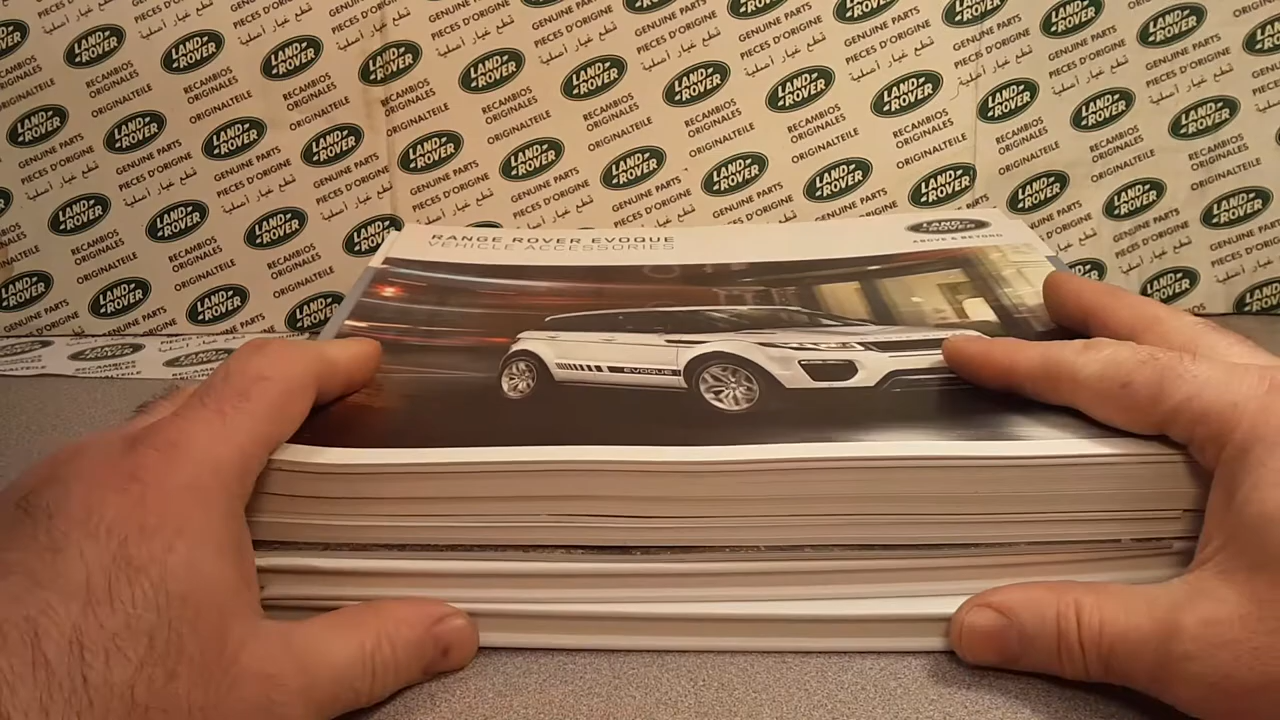 LAND ROVER
GENUINE PARTS
PIECES D'ORIGINE
قطع غيار أصلية
RECAMBIOS
ORIGINALES
ORIGINALTEILE
RANGE ROVER EVOQUE
VEHICLE ACCESSORIES
LAND ROVER
ABOVE & BEYOND
EVOQUE